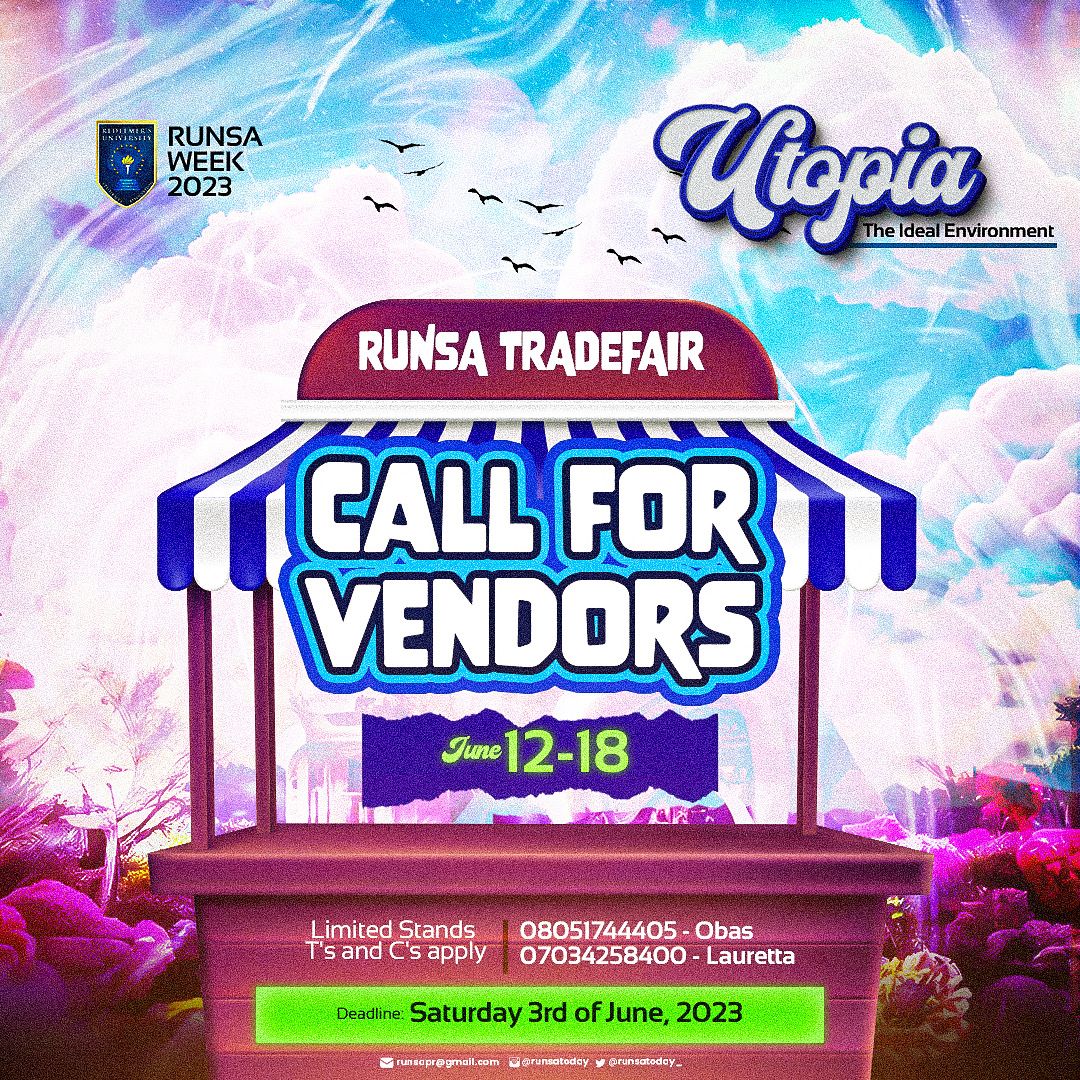 REDEEMER'S
UNIVERSITY
RUNSA
WEEK
2023
Utopia
The Ideal Environment
RUNSA TRADEFAIR
CALL FOR
VENDORS
June 12-18
Limited Stands
T's and C's apply
08051744405 - Obas
07034258400 - Lauretta
Deadline: Saturday 3rd of June, 2023
runsapr@gmail.com @runsatoday. @runsatoday_